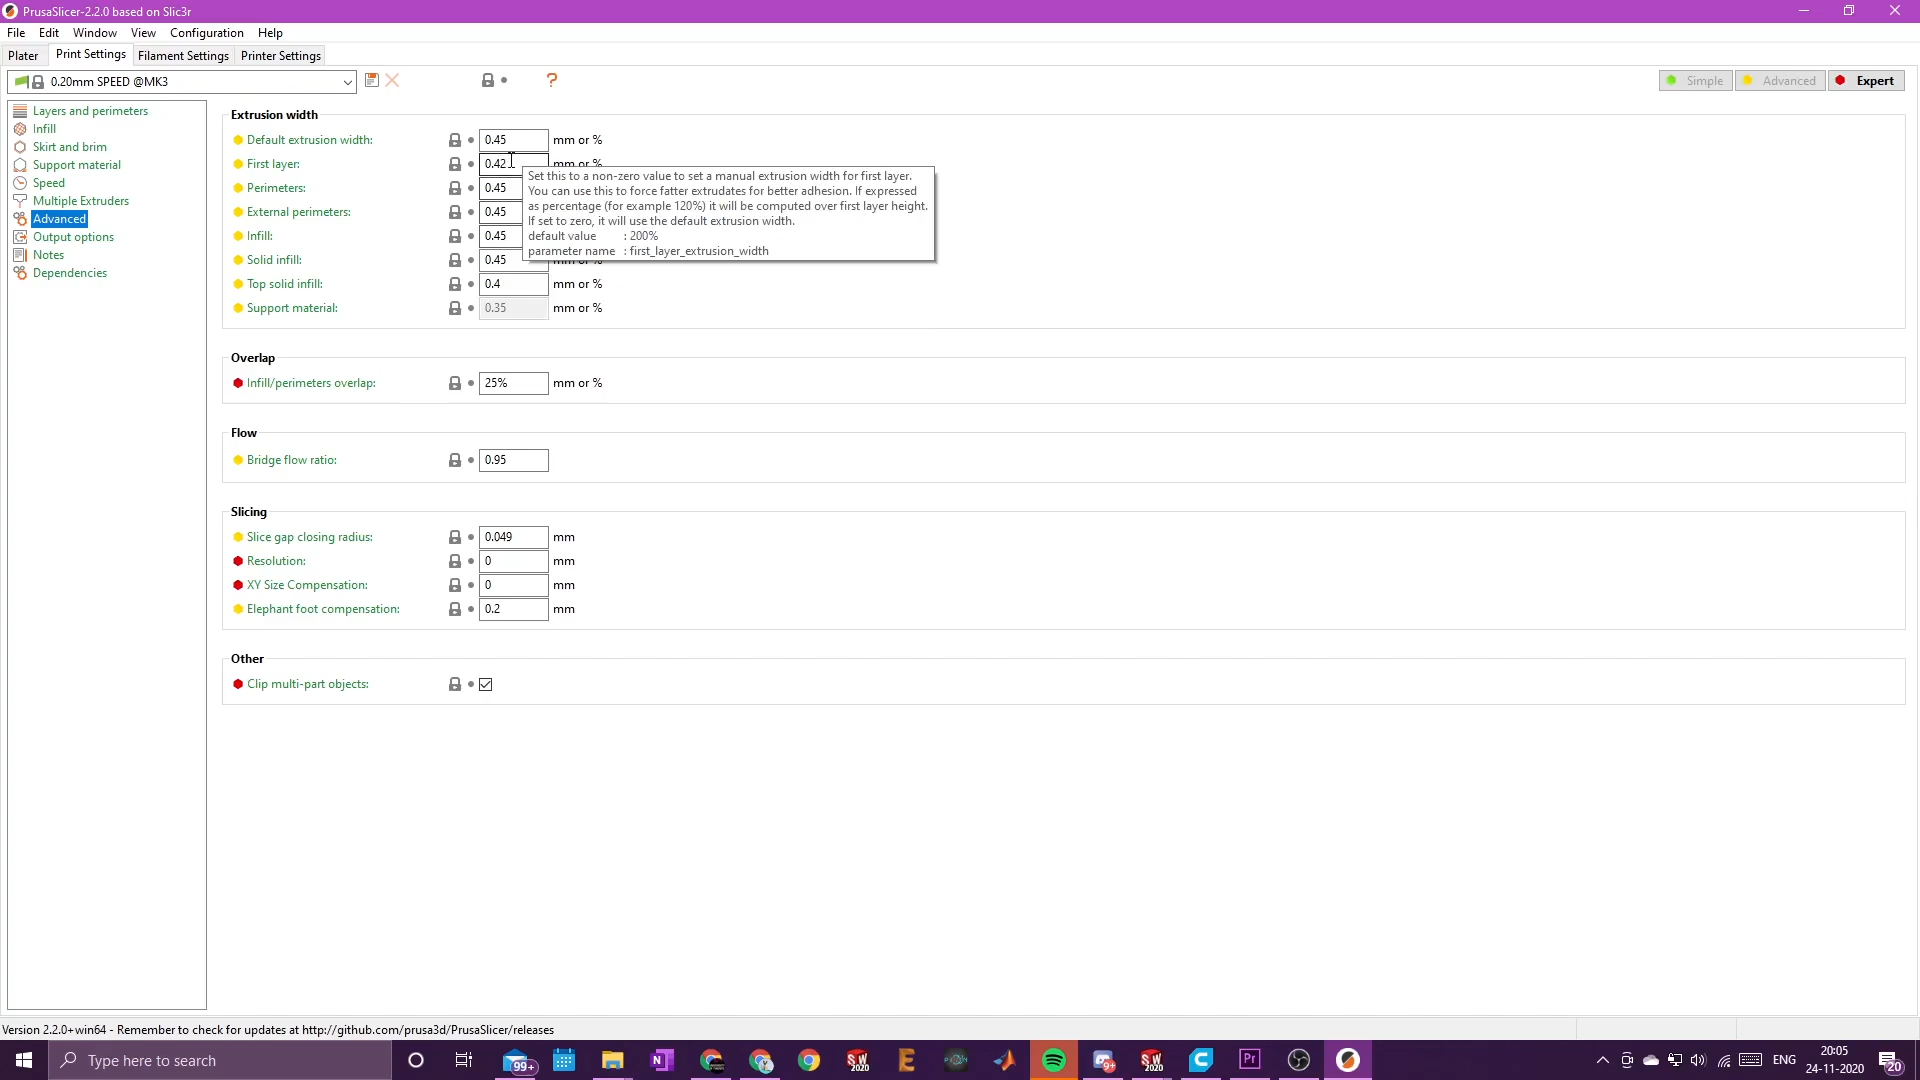 PrusaSlicer-2.2.0 based on Slic3r
File Edit Window View Configuration Help
Plater Print Settings Filament Settings Printer Settings
0.20mm SPEED @MK3 ? Simple Advanced Expert
Layers and perimeters
Infill
Skirt and brim
Support material
Speed
Multiple Extruders
Advanced
Output options
Notes
Dependencies
Extrusion width
Default extrusion width: 0.45 mm or %
First layer: 0.42 mm or %
Perimeters: 0.45
External perimeters: 0.45
Infill: 0.45
Solid infill: 0.45 mm or %
Top solid infill: 0.4 mm or %
Support material: 0.35 mm or %
Set this to a non-zero value to set a manual extrusion width for first layer.
You can use this to force fatter extrudates for better adhesion. If expressed
as percentage (for example 120%) it will be computed over first layer height.
If set to zero, it will use the default extrusion width.
default value : 200%
parameter name : first_layer_extrusion_width
Overlap
Infill/perimeters overlap: 25% mm or %
Flow
Bridge flow ratio: 0.95
Slicing
Slice gap closing radius: 0.049 mm
Resolution: 0 mm
XY Size Compensation: 0 mm
Elephant foot compensation: 0.2 mm
Other
Clip multi-part objects:
Version 2.2.0+win64 - Remember to check for updates at http://github.com/prusa3d/PrusaSlicer/releases
Type here to search
99+
SW 2020
9+
SW 2020
Pr
ENG
20:05
24-11-2020
20